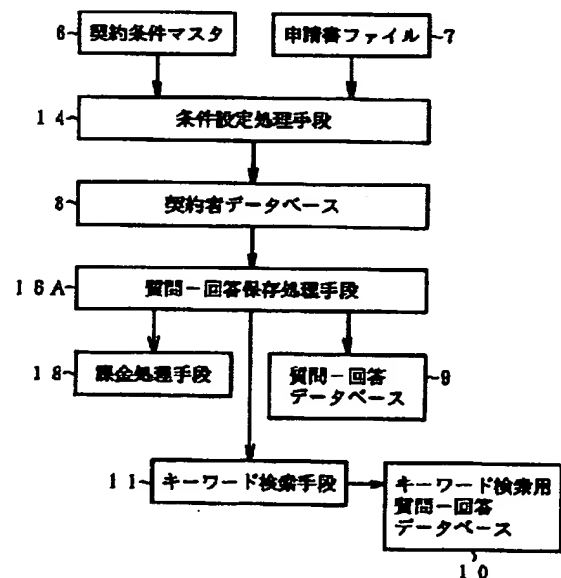 6 契約条件マスタ
申請書ファイル 7
14 条件設定処理手段
8 契約者データベース
16A 質問－回答保存処理手段
18 課金処理手段
質問－回答 9
データベース
11 キーワード検索手段
キーワード検索用
質問－回答
データベース
10